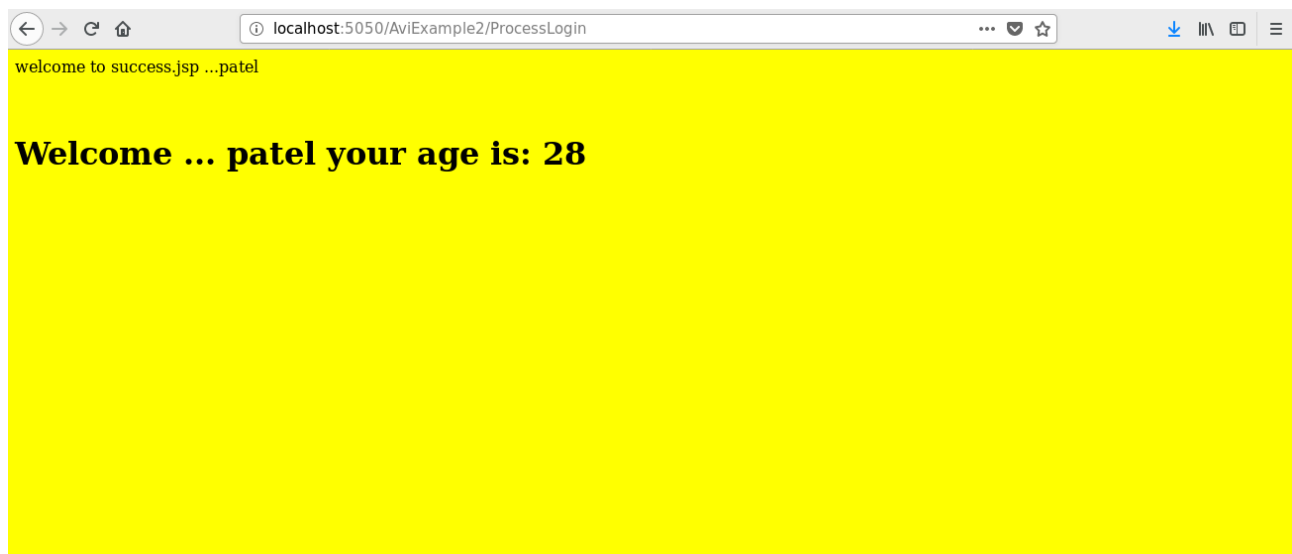 localhost:5050/AviExample2/ProcessLogin
welcome to success.jsp ...patel
Welcome ... patel your age is: 28